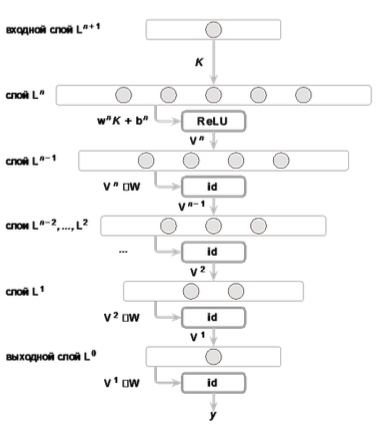 входной слой Lⁿ⁺¹
K
слой Lⁿ
wⁿK + bⁿ
ReLU
Vⁿ
слой Lⁿ⁻¹
Vⁿ □W
id
Vⁿ⁻¹
слои Lⁿ⁻², ..., L²
...
id
V²
слой L¹
V² □W
id
V¹
выходной слой L⁰
V¹ □W
id
y